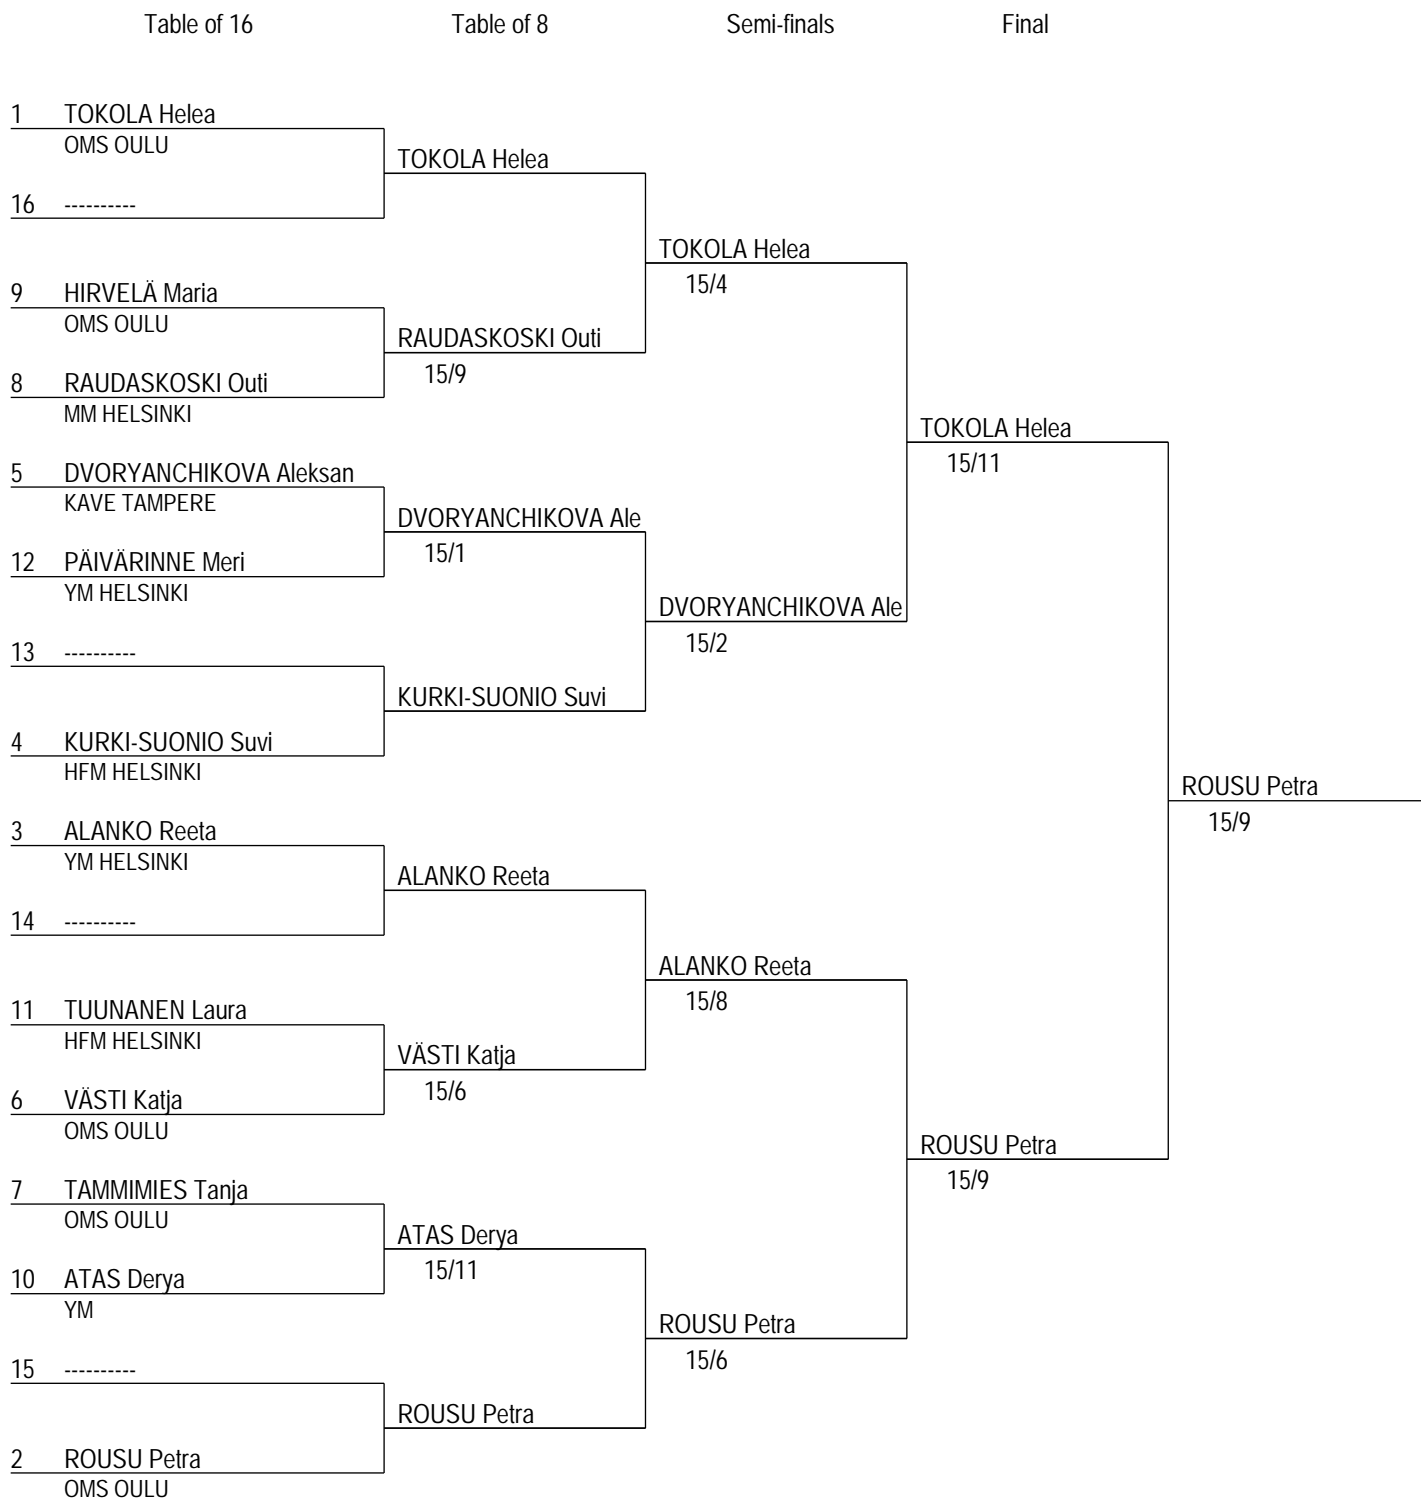 Table of 16 Table of 8 Semi-finals Final
1 TOKOLA Helea
OMS OULU
TOKOLA Helea
16 ----------
TOKOLA Helea
15/4
9 HIRVELÄ Maria
OMS OULU
RAUDASKOSKI Outi
15/9
8 RAUDASKOSKI Outi
MM HELSINKI
TOKOLA Helea
15/11
5 DVORYANCHIKOVA Aleksan
KAVE TAMPERE
DVORYANCHIKOVA Ale
15/1
12 PÄIVÄRINNE Meri
YM HELSINKI
DVORYANCHIKOVA Ale
15/2
13 ----------
KURKI-SUONIO Suvi
4 KURKI-SUONIO Suvi
HFM HELSINKI
ROUSU Petra
15/9
3 ALANKO Reeta
YM HELSINKI
ALANKO Reeta
14 ----------
ALANKO Reeta
15/8
11 TUUNANEN Laura
HFM HELSINKI
VÄSTI Katja
15/6
6 VÄSTI Katja
OMS OULU
ROUSU Petra
15/9
7 TAMMIMIES Tanja
OMS OULU
ATAS Derya
15/11
10 ATAS Derya
YM
ROUSU Petra
15/6
15 ----------
ROUSU Petra
2 ROUSU Petra
OMS OULU